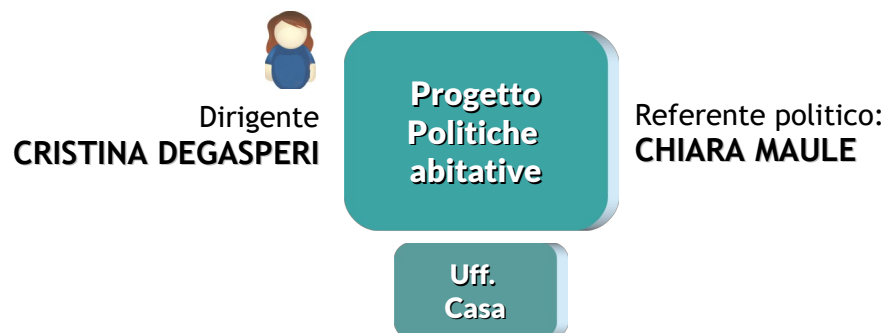 Dirigente
CRISTINA DEGASPERI
Progetto
Politiche
abitative
Referente politico:
CHIARA MAULE
Uff.
Casa